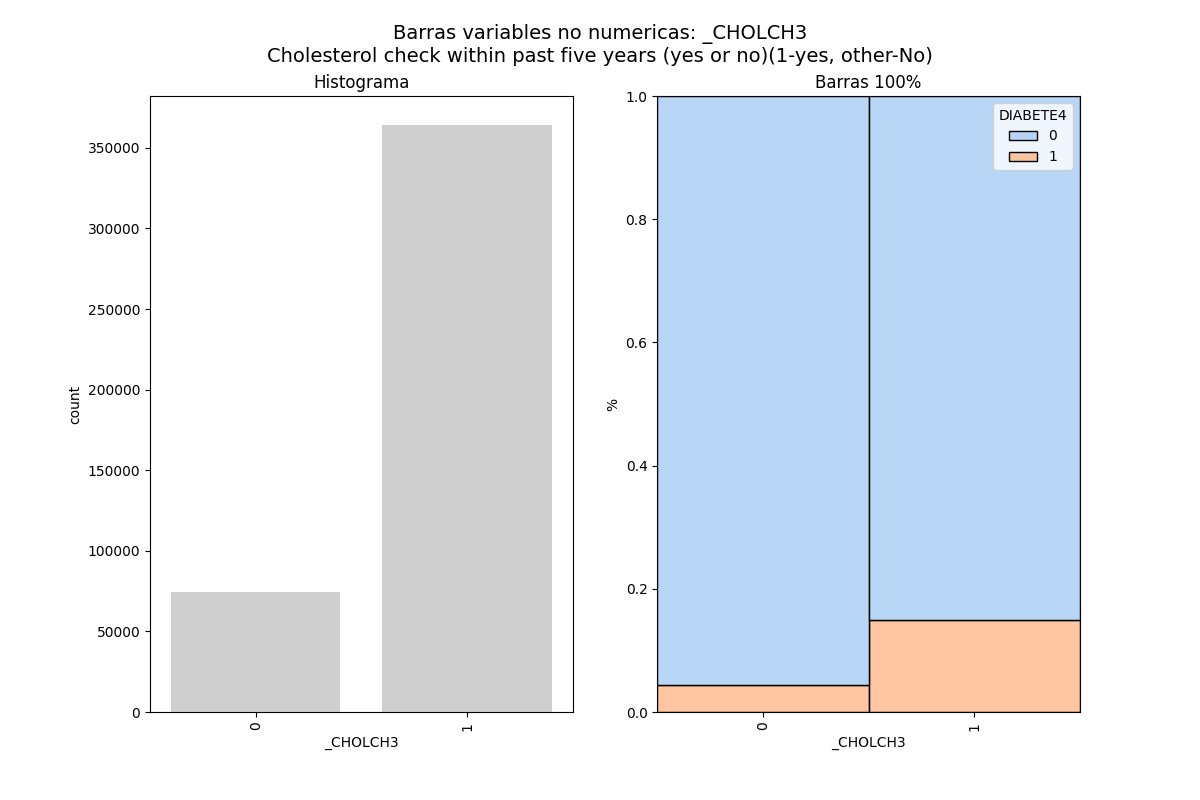 Barras variables no numericas: _CHOLCH3
Cholesterol check within past five years (yes or no)(1-yes, other-No)
Histograma
350000
300000
250000
200000
150000
100000
50000
0
count
0
1
_CHOLCH3
Barras 100%
1.0
0.8
0.6
0.4
0.2
0.0
%
DIABETE4
0
1
0
1
_CHOLCH3